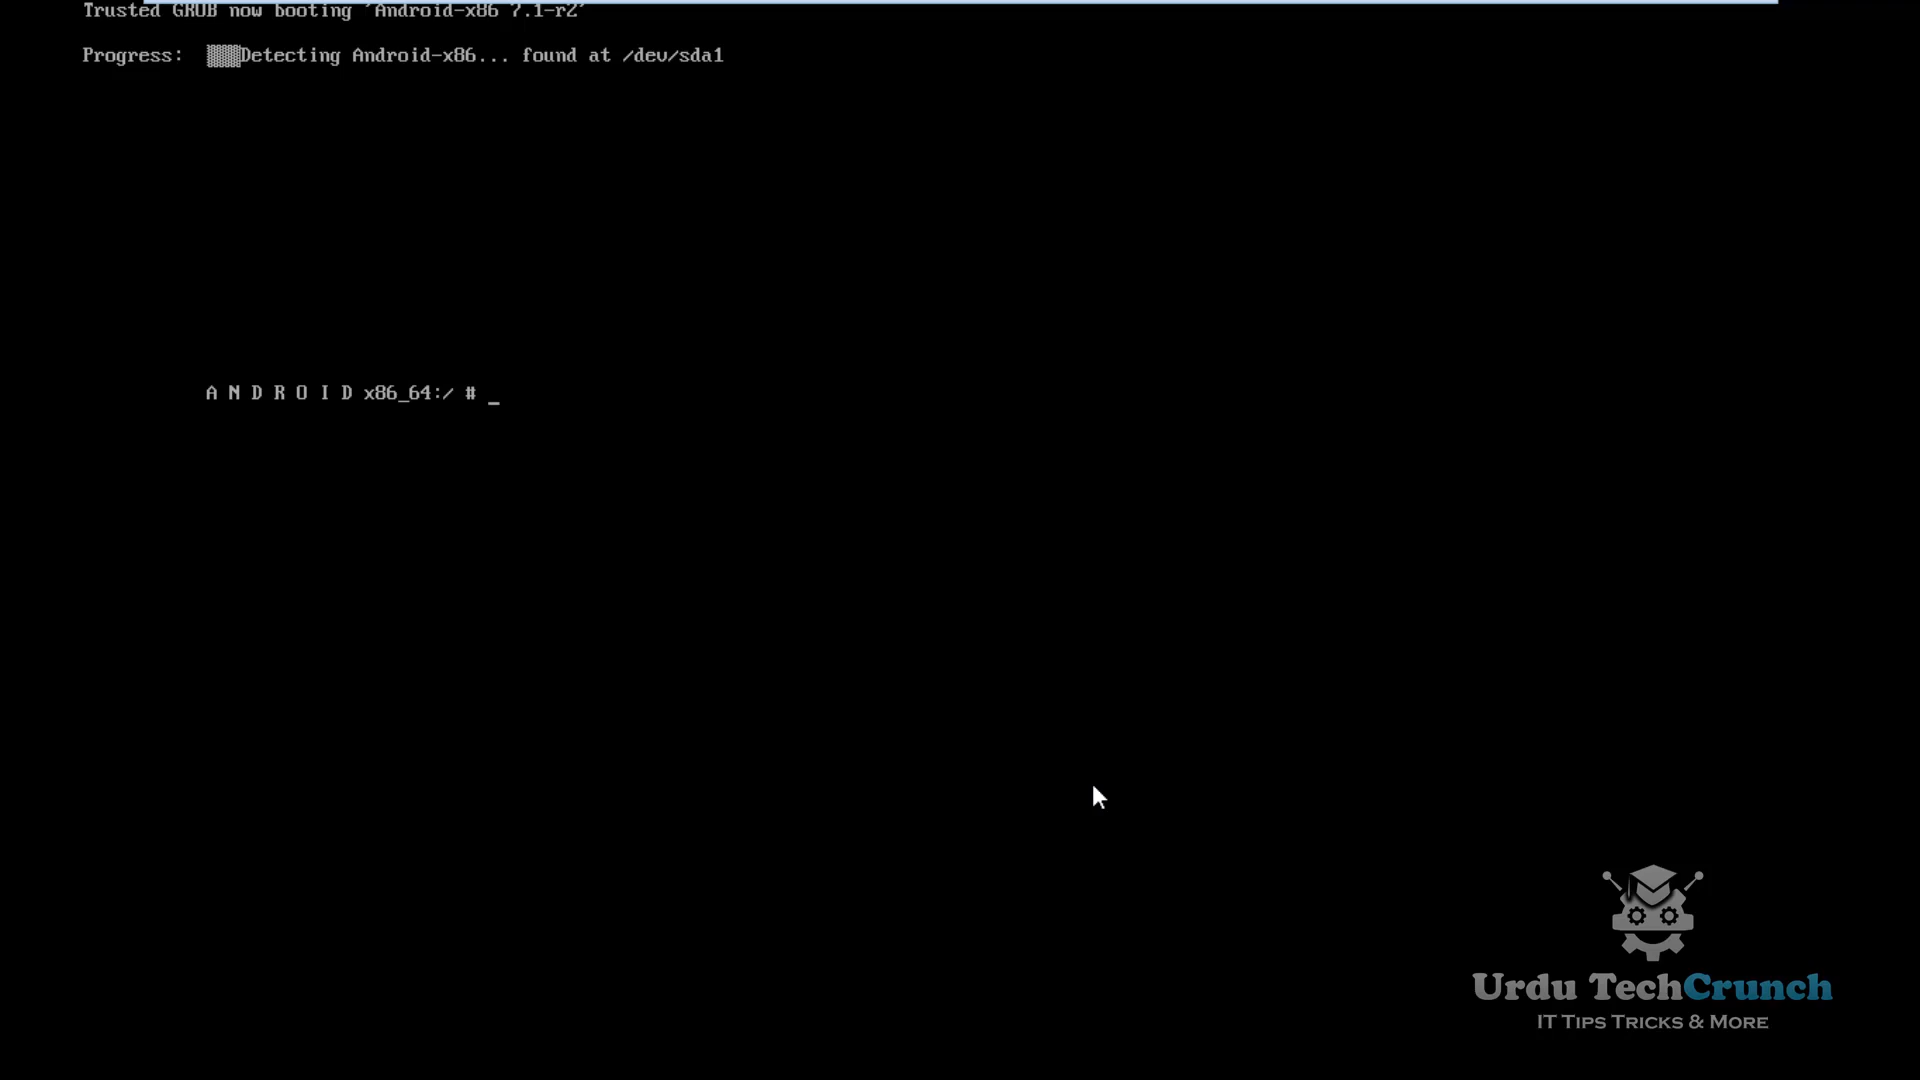 Trusted GRUB now booting 'Android-x86 7.1-r2'
Progress: Detecting Android-x86... found at /dev/sda1
A N D R O I D x86_64:/ # _
Urdu TechCrunch
IT Tips Tricks & More